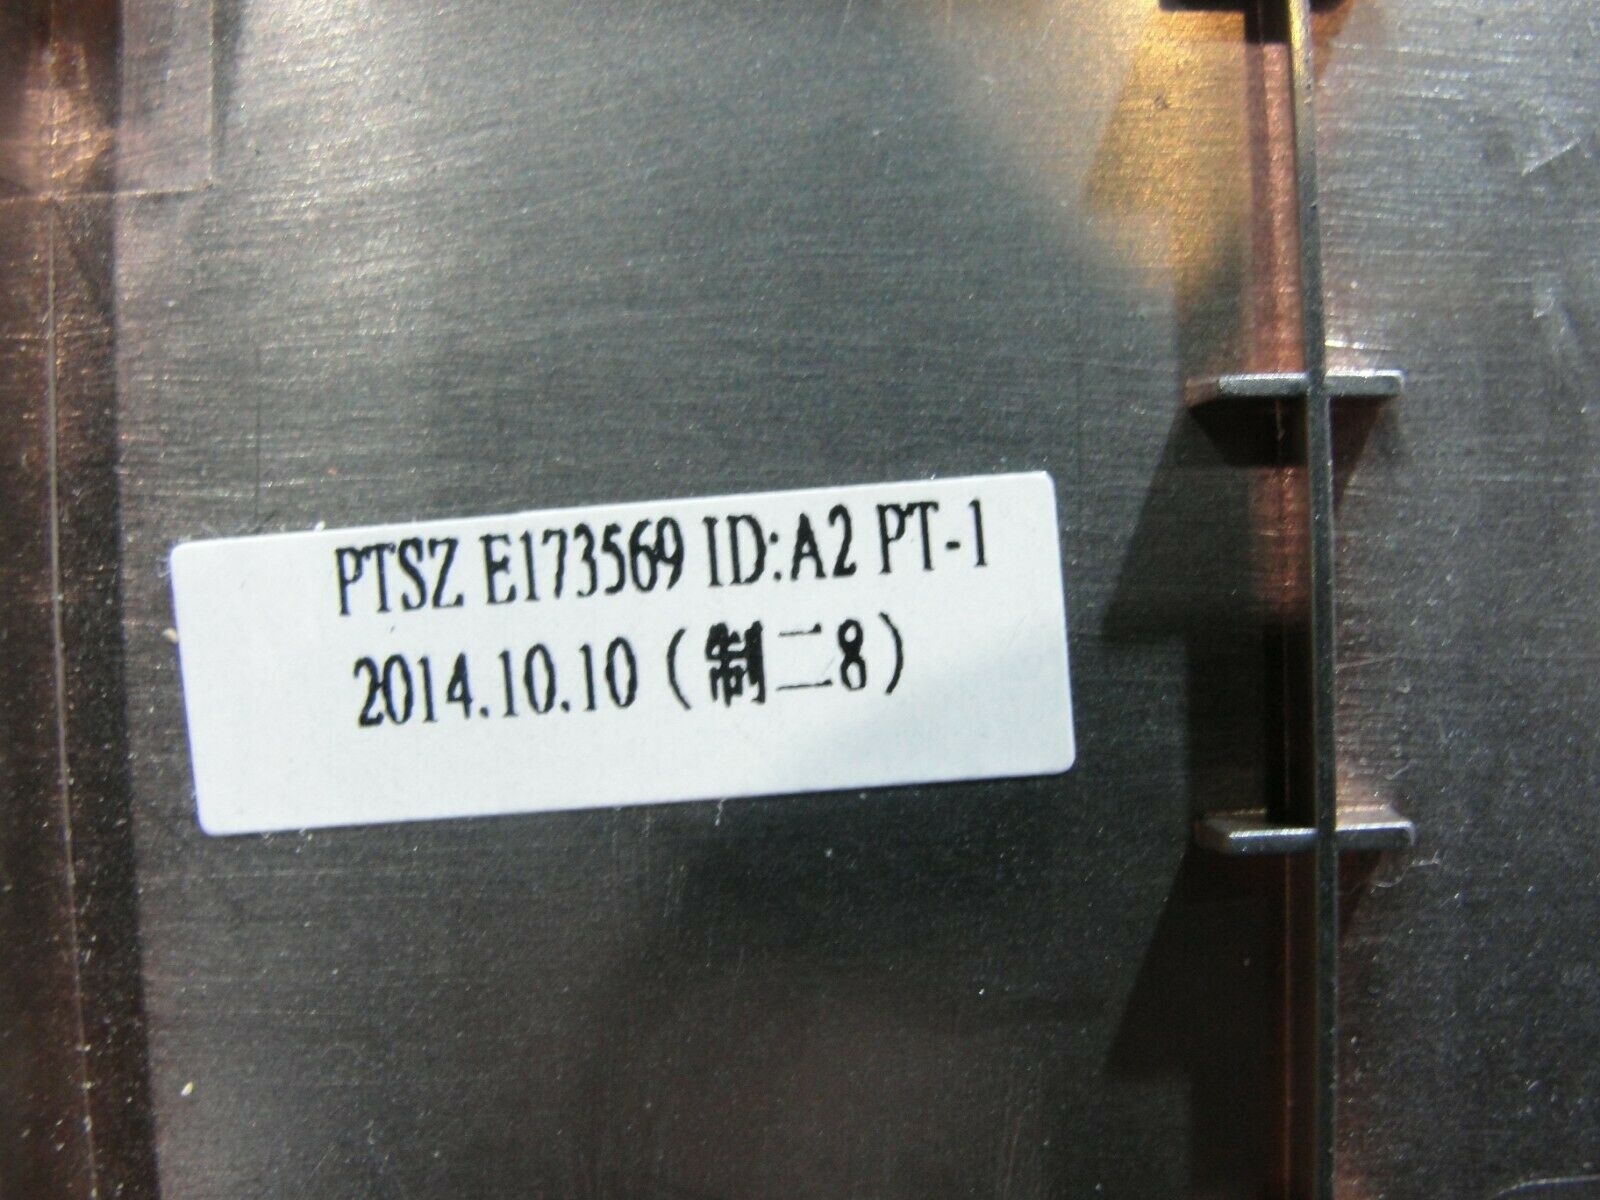 PTSZ E173569 ID:A2 PT-1
2014.10.10(制二8)